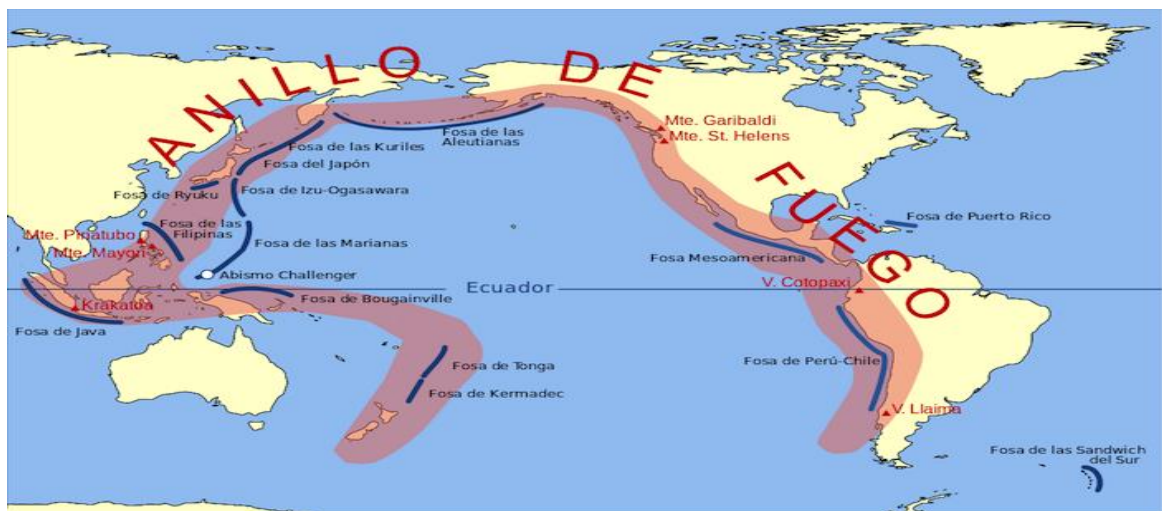 ANILLO DE FUEGO
Mte. Garibaldi
Mte. St. Helens
Fosa de las
Aleutianas
Fosa de las Kuriles
Fosa del Japón
Fosa de Izu-Ogasawara
Fosa de Ryuku
Fosa de las
Filipinas
Fosa de Puerto Rico
Mte. Pinatubo
Mte. Mayon
Fosa de las Marianas
Fosa Mesoamericana
Abismo Challenger
V. Cotopaxi
Ecuador
Krakatoa
Fosa de Bougainville
Fosa de Java
Fosa de Tonga
Fosa de Perú-Chile
Fosa de Kermadec
V. Llaima
Fosa de las Sandwich
del Sur